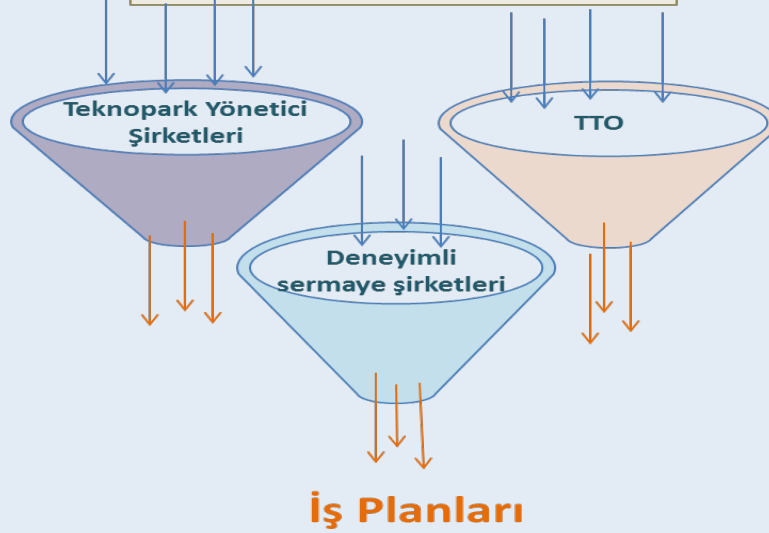 Teknopark Yönetici
Şirketleri
TTO
Deneyimli
sermaye şirketleri
İş Planları